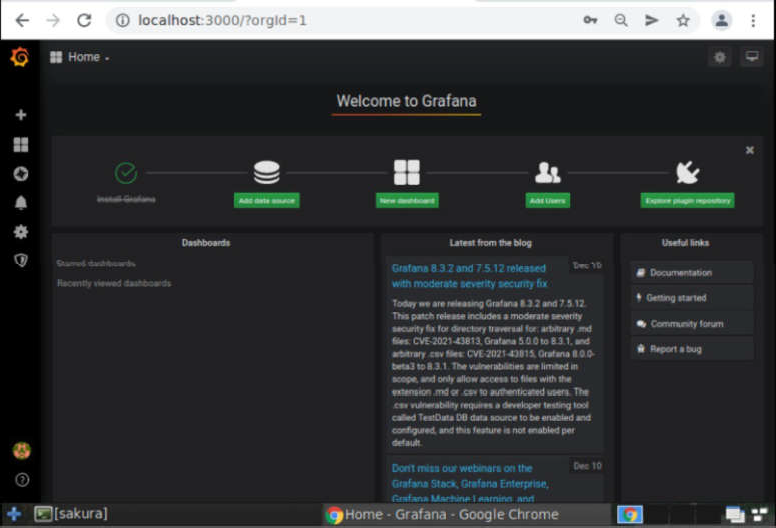 localhost:3000/?orgId=1
Home
Welcome to Grafana
Install Grafana
Add data source
New dashboard
Add Users
Explore plugin repository
Dashboards
Starred dashboards
Recently viewed dashboards
Latest from the blog
Grafana 8.3.2 and 7.5.12 released
with moderate severity security fix
Dec 10
Today we are releasing Grafana 8.3.2 and 7.5.12.
This patch release includes a moderate severity
security fix for directory traversal for: arbitrary .md
files: CVE-2021-43813, Grafana 5.0.0 to 8.3.1, and
arbitrary .csv files: CVE-2021-43815, Grafana 8.0.0-
beta3 to 8.3.1. The vulnerabilities are limited in
scope, and only allow access to files with the
extension .md or .csv to authenticated users. The
.csv vulnerability requires a developer testing tool
called TestData DB data source to be enabled and
configured, and this feature is not enabled per
default.
Don't miss our webinars on the
Grafana Stack, Grafana Enterprise,
Grafana Machine Learning, and
Dec 10
Useful links
Documentation
Getting started
Community forum
Report a bug
[sakura]
Home - Grafana - Google Chrome